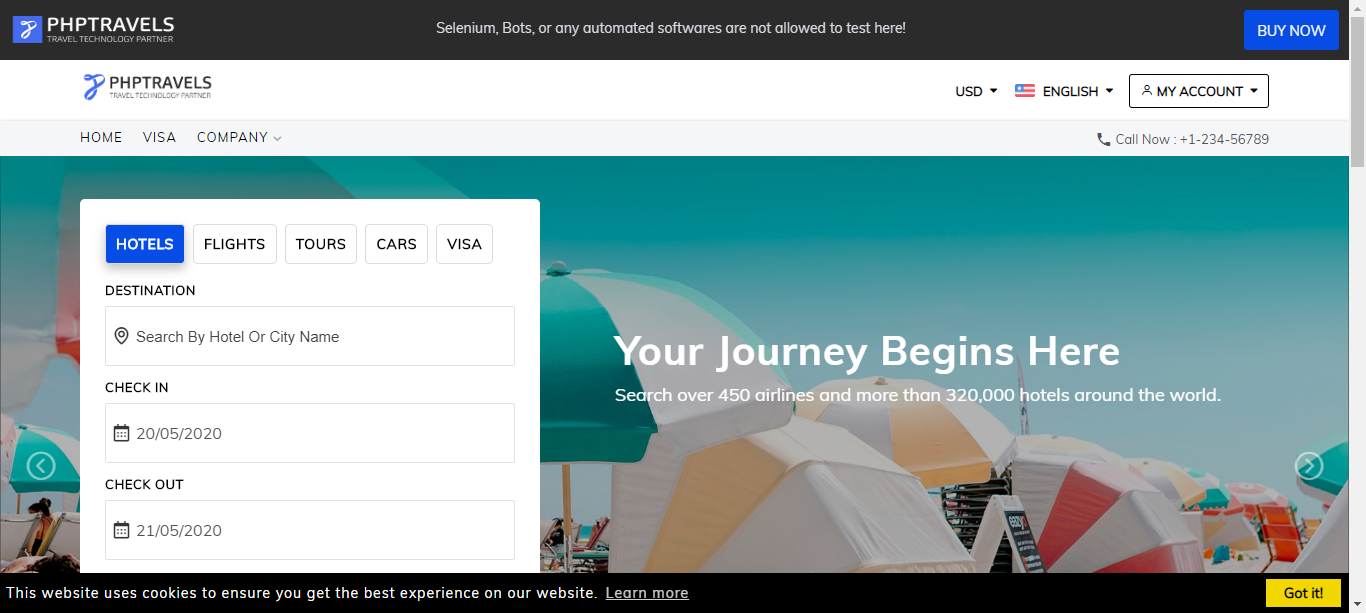 PHPTRAVELS
TRAVEL TECHNOLOGY PARTNER
Selenium, Bots, or any automated softwares are not allowed to test here!
BUY NOW
PHPTRAVELS
TRAVEL TECHNOLOGY PARTNER
USD
ENGLISH
MY ACCOUNT
HOME VISA COMPANY
Call Now : +1-234-56789
HOTELS FLIGHTS TOURS CARS VISA
DESTINATION
Search By Hotel Or City Name
CHECK IN
20/05/2020
CHECK OUT
21/05/2020
Your Journey Begins Here
Search over 450 airlines and more than 320,000 hotels around the world.
This website uses cookies to ensure you get the best experience on our website. Learn more
Got it!